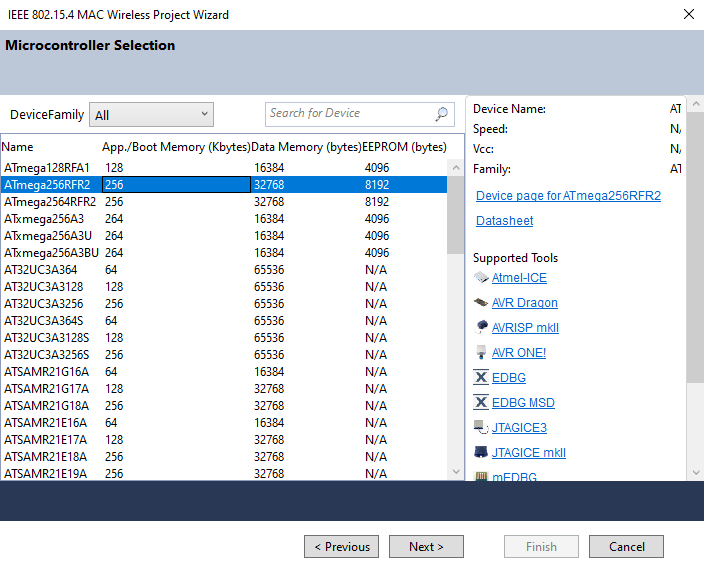 IEEE 802.15.4 MAC Wireless Project Wizard
Microcontroller Selection
DeviceFamily All Search for Device
Name App./Boot Memory (Kbytes) Data Memory (bytes) EEPROM (bytes)
ATmega128RFA1 128 16384 4096
ATmega256RFR2 256 32768 8192
ATmega2564RFR2 256 32768 8192
ATxmega256A3 264 16384 4096
ATxmega256A3U 264 16384 4096
ATxmega256A3BU 264 16384 4096
AT32UC3A364 64 65536 N/A
AT32UC3A3128 128 65536 N/A
AT32UC3A3256 256 65536 N/A
AT32UC3A364S 64 65536 N/A
AT32UC3A3128S 128 65536 N/A
AT32UC3A3256S 256 65536 N/A
ATSAMR21G16A 64 16384 N/A
ATSAMR21G17A 128 32768 N/A
ATSAMR21G18A 256 32768 N/A
ATSAMR21E16A 64 16384 N/A
ATSAMR21E17A 128 32768 N/A
ATSAMR21E18A 256 32768 N/A
ATSAMR21E19A 256 32768 N/A
Device Name: AT
Speed: N/
Vcc: N/
Family: AT
Device page for ATmega256RFR2
Datasheet
Supported Tools
Atmel-ICE
AVR Dragon
AVRISP mkII
AVR ONE!
EDBG
EDBG MSD
JTAGICE3
JTAGICE mkII
mEDBG
< Previous Next > Finish Cancel